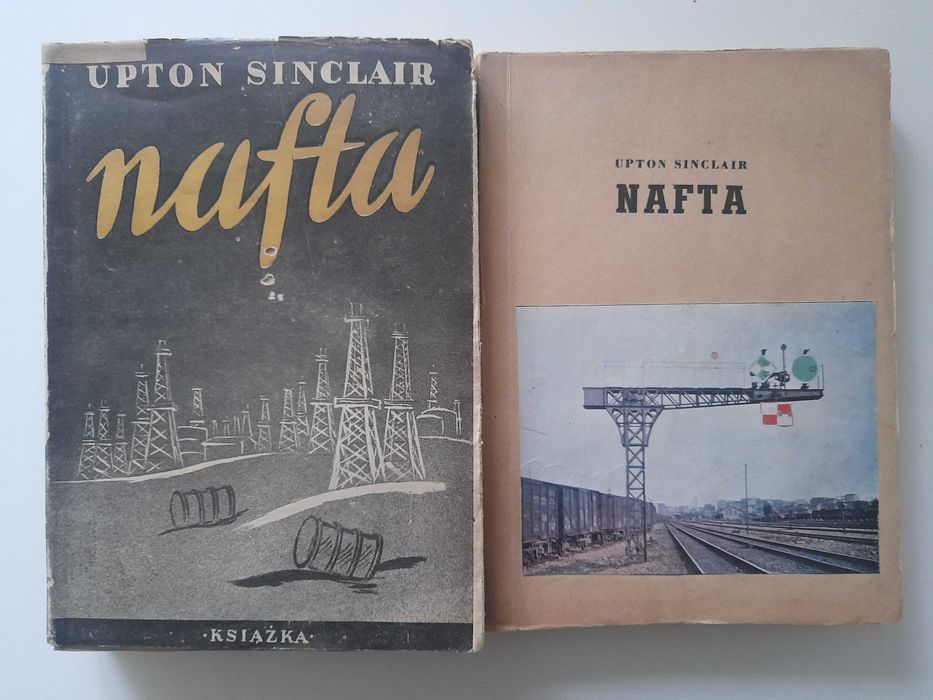 UPTON SINCLAIR
nafta
·KSIĄŻKA·
UPTON SINCLAIR
NAFTA